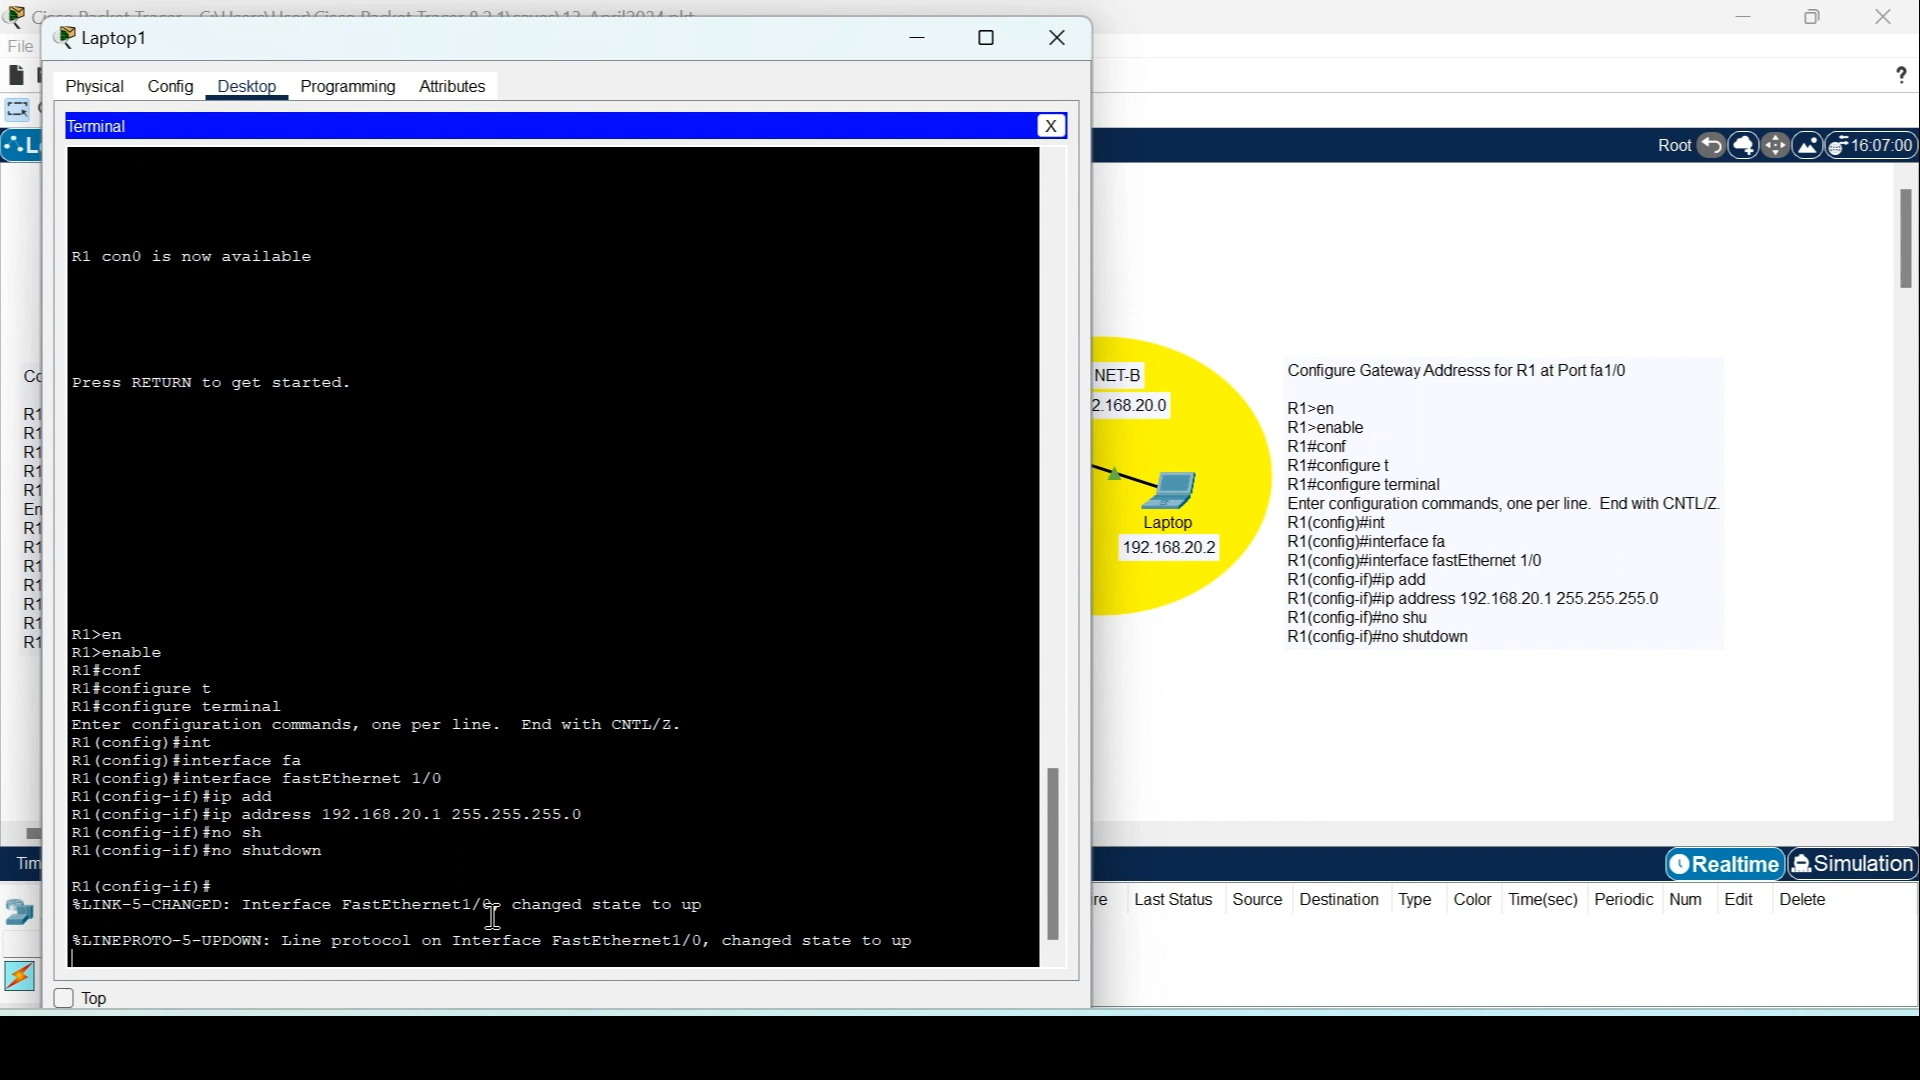 Laptop1
File
Physical Config Desktop Programming Attributes
?
Terminal
X
Root
16:07:00
R1 con0 is now available
Press RETURN to get started.
R1>en
R1>enable
R1#conf
R1#configure t
R1#configure terminal
Enter configuration commands, one per line. End with CNTL/Z.
R1(config)#int
R1(config)#interface fa
R1(config)#interface fastEthernet 1/0
R1(config-if)#ip add
R1(config-if)#ip address 192.168.20.1 255.255.255.0
R1(config-if)#no sh
R1(config-if)#no shutdown
R1(config-if)#
%LINK-5-CHANGED: Interface FastEthernet1/0, changed state to up
%LINEPROTO-5-UPDOWN: Line protocol on Interface FastEthernet1/0, changed state to up
Top
NET-B
2.168.20.0
Laptop
192.168.20.2
Configure Gateway Addresss for R1 at Port fa1/0
R1>en
R1>enable
R1#conf
R1#configure t
R1#configure terminal
Enter configuration commands, one per line. End with CNTL/Z.
R1(config)#int
R1(config)#interface fa
R1(config)#interface fastEthernet 1/0
R1(config-if)#ip add
R1(config-if)#ip address 192.168.20.1 255.255.255.0
R1(config-if)#no shu
R1(config-if)#no shutdown
Realtime Simulation
re Last Status Source Destination Type Color Time(sec) Periodic Num Edit Delete